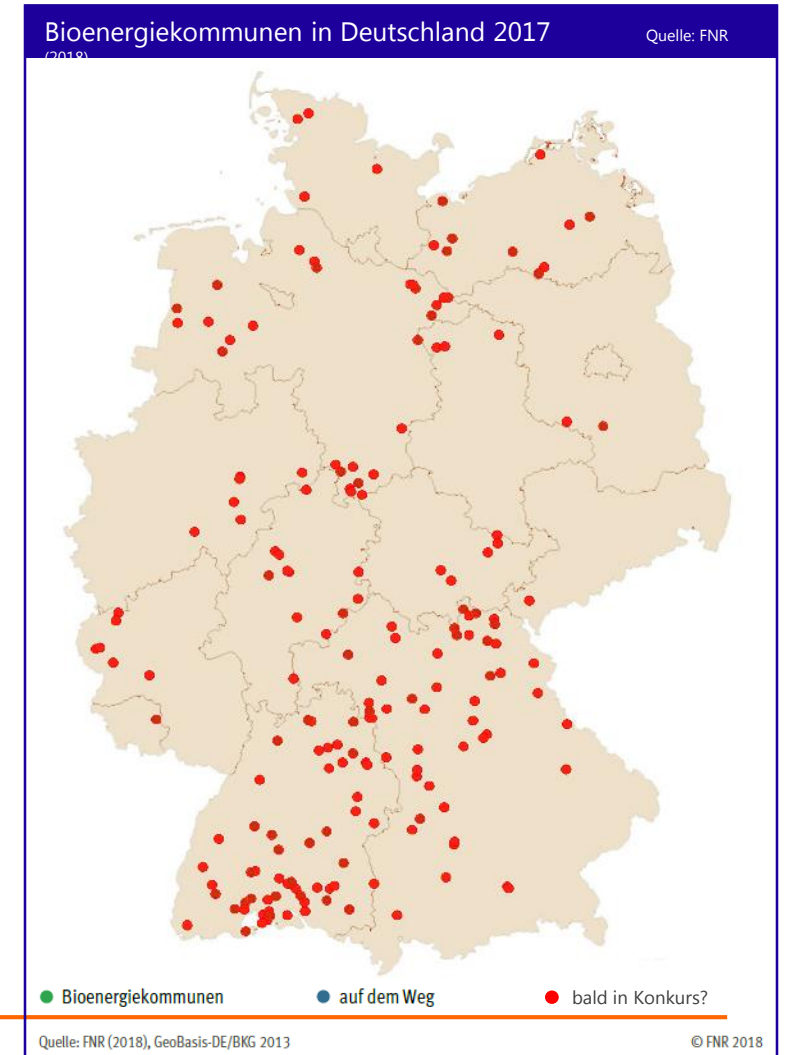 Bioenergiekommunen in Deutschland 2017
Quelle: FNR
(2018)
Bioenergiekommunen
auf dem Weg
bald in Konkurs?
Quelle: FNR (2018), GeoBasis-DE/BKG 2013
© FNR 2018